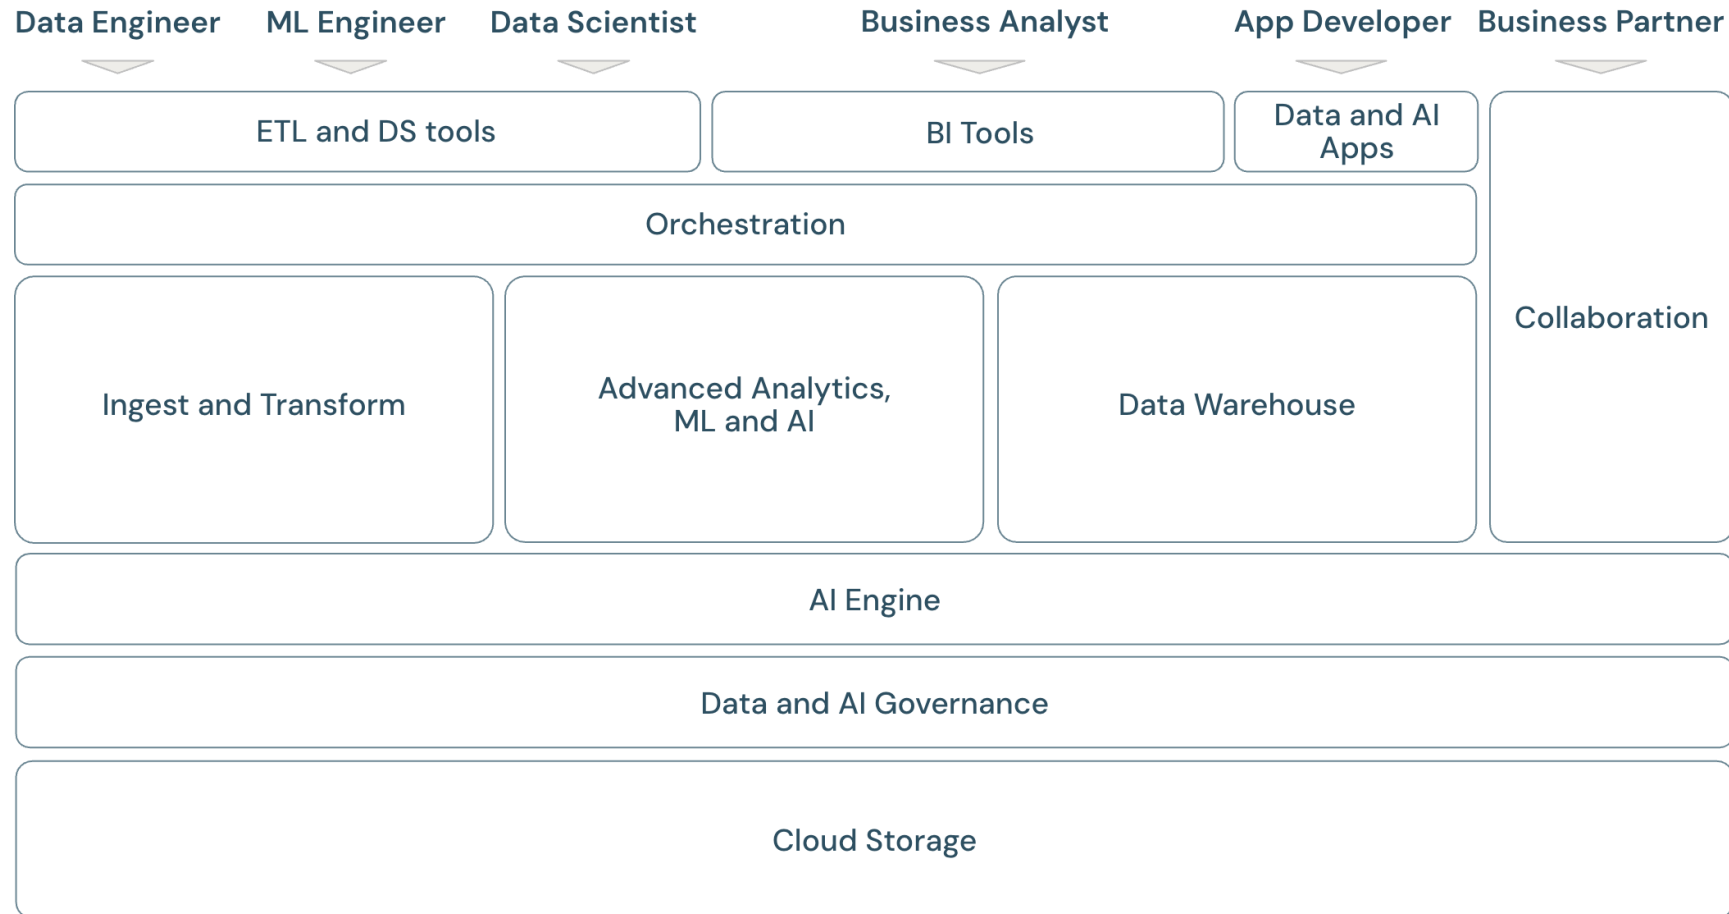 Data Engineer
ML Engineer
Data Scientist
Business Analyst
App Developer
Business Partner
ETL and DS tools
BI Tools
Data and AI
Apps
Orchestration
Collaboration
Ingest and Transform
Advanced Analytics,
ML and AI
Data Warehouse
AI Engine
Data and AI Governance
Cloud Storage